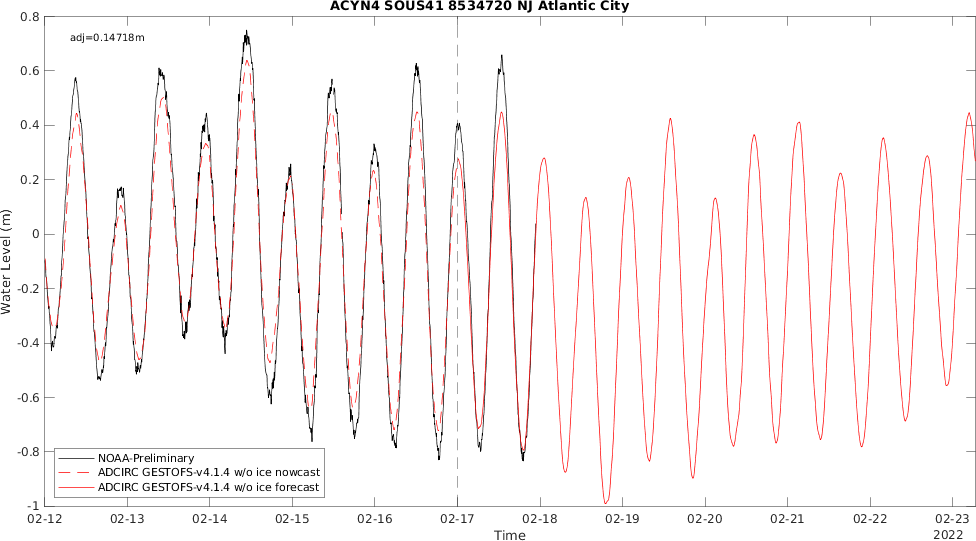 ACYN4 SOUS41 8534720 NJ Atlantic City
adj=0.14718m
0.8
0.6
0.4
0.2
0
-0.2
-0.4
-0.6
-0.8
-1
Water Level (m)
NOAA-Preliminary
ADCIRC GESTOFS-v4.1.4 w/o ice nowcast
ADCIRC GESTOFS-v4.1.4 w/o ice forecast
02-12 02-13 02-14 02-15 02-16 02-17 02-18 02-19 02-20 02-21 02-22 02-23
Time
2022